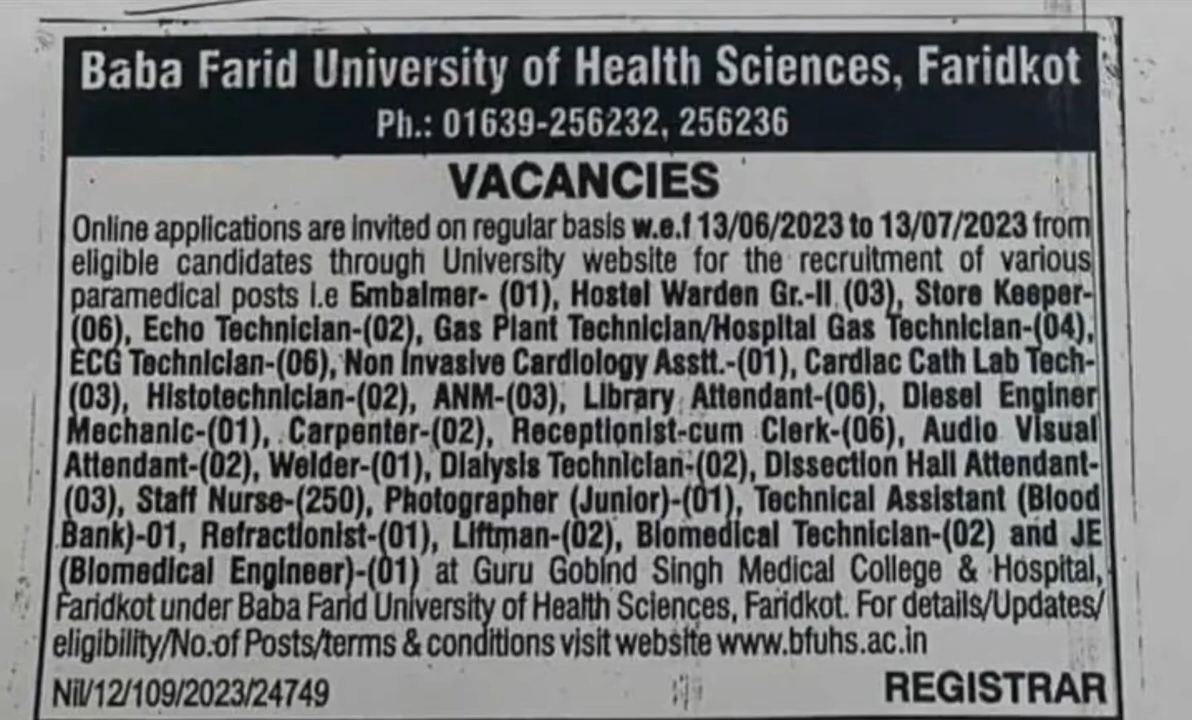 Baba Farid University of Health Sciences, Faridkot
Ph.: 01639-256232, 256236
VACANCIES
Online applications are invited on regular basis w.e.f 13/06/2023 to 13/07/2023 from
eligible candidates through University website for the recruitment of various
paramedical posts i.e Embalmer- (01), Hostel Warden Gr.-II (03), Store Keeper-
(06), Echo Technician-(02), Gas Plant Technician/Hospital Gas Technician-(04),
ECG Technician-(06), Non Invasive Cardiology Asstt.-(01), Cardiac Cath Lab Tech-
(03), Histotechnician-(02), ANM-(03), Library Attendant-(06), Diesel Enginer
Mechanic-(01), Carpenter-(02), Receptionist-cum Clerk-(06), Audio Visual
Attendant-(02), Welder-(01), Dialysis Technician-(02), Dissection Hall Attendant-
(03), Staff Nurse-(250), Photographer (Junior)-(01), Technical Assistant (Blood
Bank)-01, Refractionist-(01), Liftman-(02), Biomedical Technician-(02) and JE
(Biomedical Engineer)-(01) at Guru Gobind Singh Medical College & Hospital,
Faridkot under Baba Farid University of Health Sciences, Faridkot. For details/Updates/
eligibility/No.of Posts/terms & conditions visit website www.bfuhs.ac.in
Nil/12/109/2023/24749
REGISTRAR